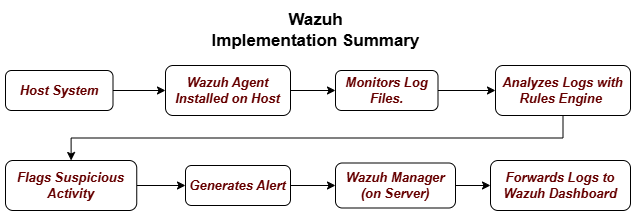 Wazuh
Implementation Summary
Host System
Wazuh Agent
Installed on Host
Monitors Log
Files.
Analyzes Logs with
Rules Engine
Flags Suspicious
Activity
Generates Alert
Wazuh Manager
(on Server)
Forwards Logs to
Wazuh Dashboard